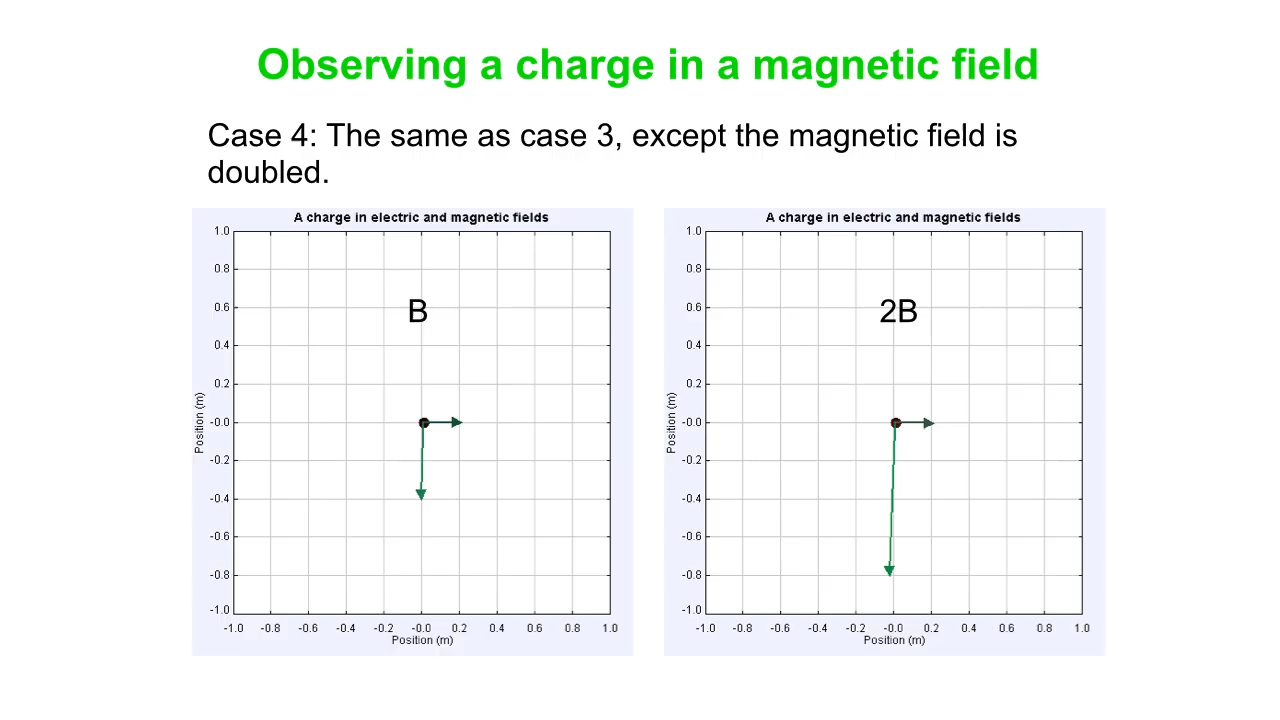 Observing a charge in a magnetic field
Case 4: The same as case 3, except the magnetic field is
doubled.
A charge in electric and magnetic fields
1.0
0.8
0.6
0.4
0.2
-0.0
-0.2
-0.4
-0.6
-0.8
-1.0
Position (m)
B
-1.0 -0.8 -0.6 -0.4 -0.2 -0.0 0.2 0.4 0.6 0.8 1.0
Position (m)
A charge in electric and magnetic fields
1.0
0.8
0.6
0.4
0.2
-0.0
-0.2
-0.4
-0.6
-0.8
-1.0
Position (m)
2B
-1.0 -0.8 -0.6 -0.4 -0.2 -0.0 0.2 0.4 0.6 0.8 1.0
Position (m)